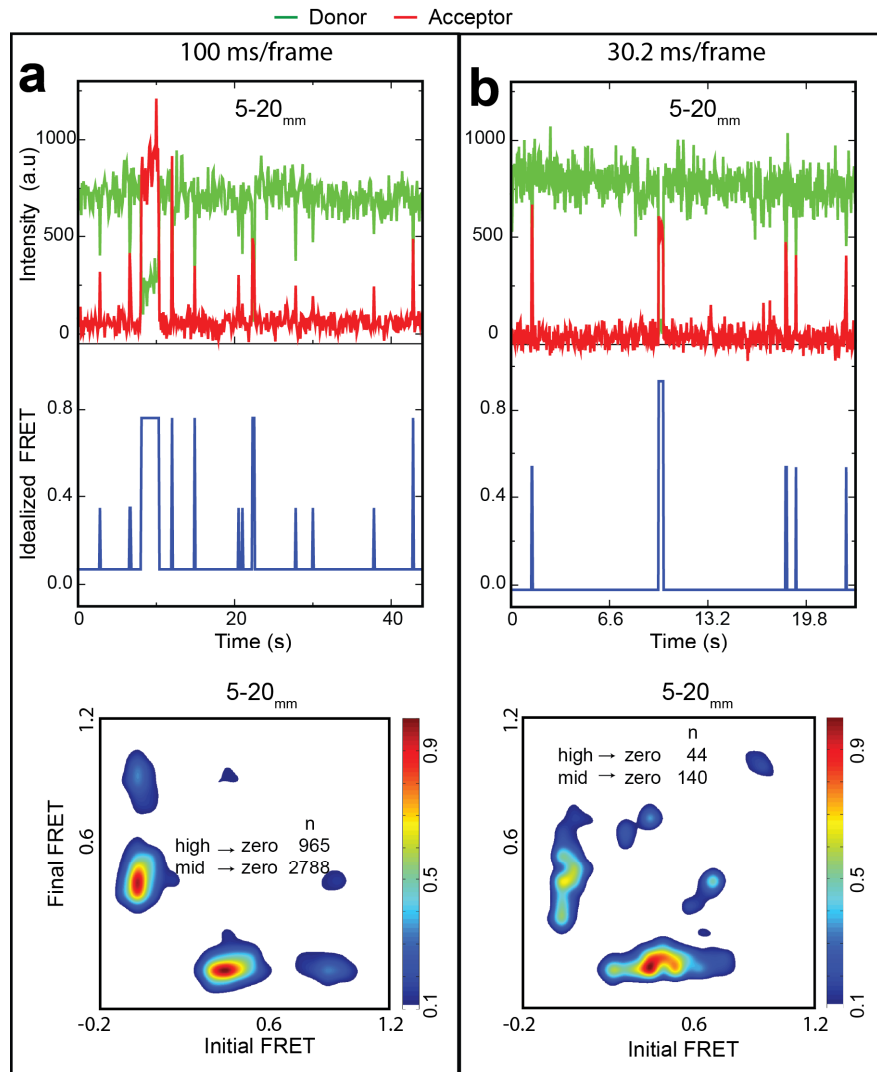 Donor Acceptor
a
100 ms/frame
5-20mm
1000
500
0
Intensity (a.u)
0.8
0.4
0.0
Idealized FRET
0 20 40
Time (s)
5-20mm
1.2
0.6
Final FRET
n
high → zero 965
mid → zero 2788
0.9
0.5
0.1
-0.2 0.6 1.2
Initial FRET
b
30.2 ms/frame
5-20mm
1000
500
0
0.8
0.4
0.0
0 6.6 13.2 19.8
Time (s)
5-20mm
1.2
0.6
n
high → zero 44
mid → zero 140
0.9
0.5
0.1
-0.2 0.6 1.2
Initial FRET